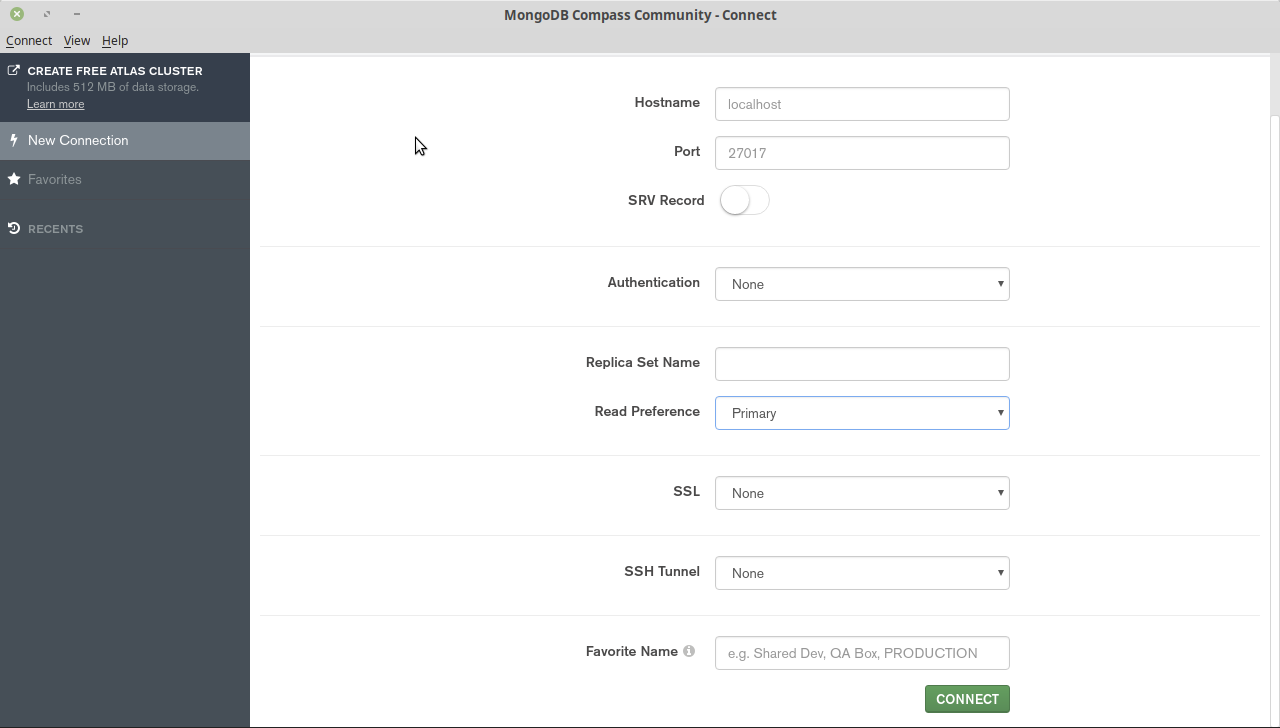 MongoDB Compass Community - Connect
Connect View Help
CREATE FREE ATLAS CLUSTER
Includes 512 MB of data storage.
Learn more
New Connection
Favorites
RECENTS
Hostname localhost
Port 27017
SRV Record
Authentication None
Replica Set Name
Read Preference Primary
SSL None
SSH Tunnel None
Favorite Name e.g. Shared Dev, QA Box, PRODUCTION
CONNECT